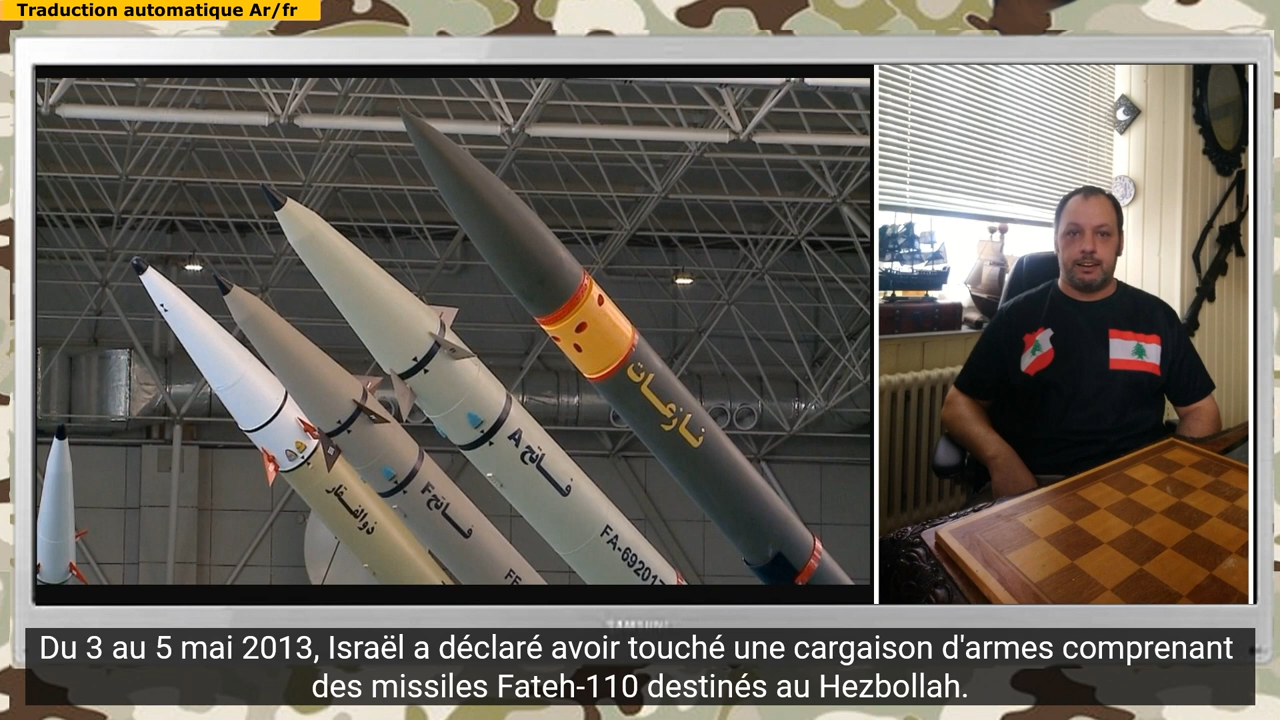 Traduction automatique Ar/fr
نازعات
فاتح A
FA-69201
فاتح F
ذوالفقار
Du 3 au 5 mai 2013, Israël a déclaré avoir touché une cargaison d'armes comprenant
des missiles Fateh-110 destinés au Hezbollah.